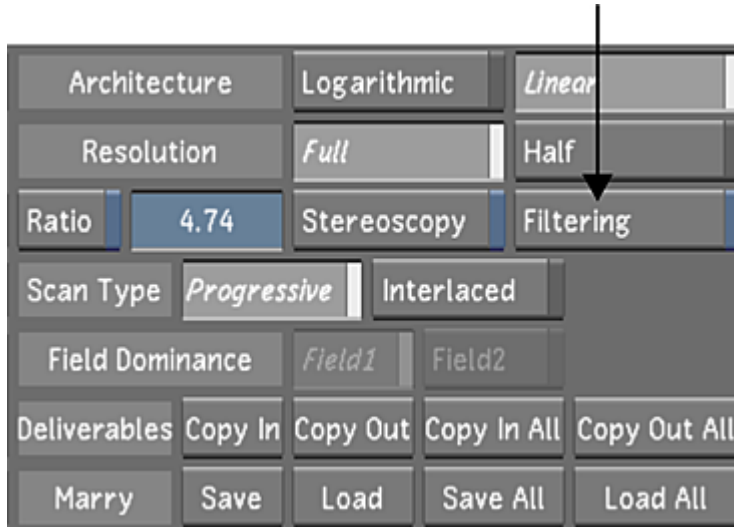 Architecture Logarithmic Linear
Resolution Full Half
Ratio 4.74 Stereoscopy Filtering
Scan Type Progressive Interlaced
Field Dominance Field1 Field2
Deliverables Copy In Copy Out Copy In All Copy Out All
Marry Save Load Save All Load All